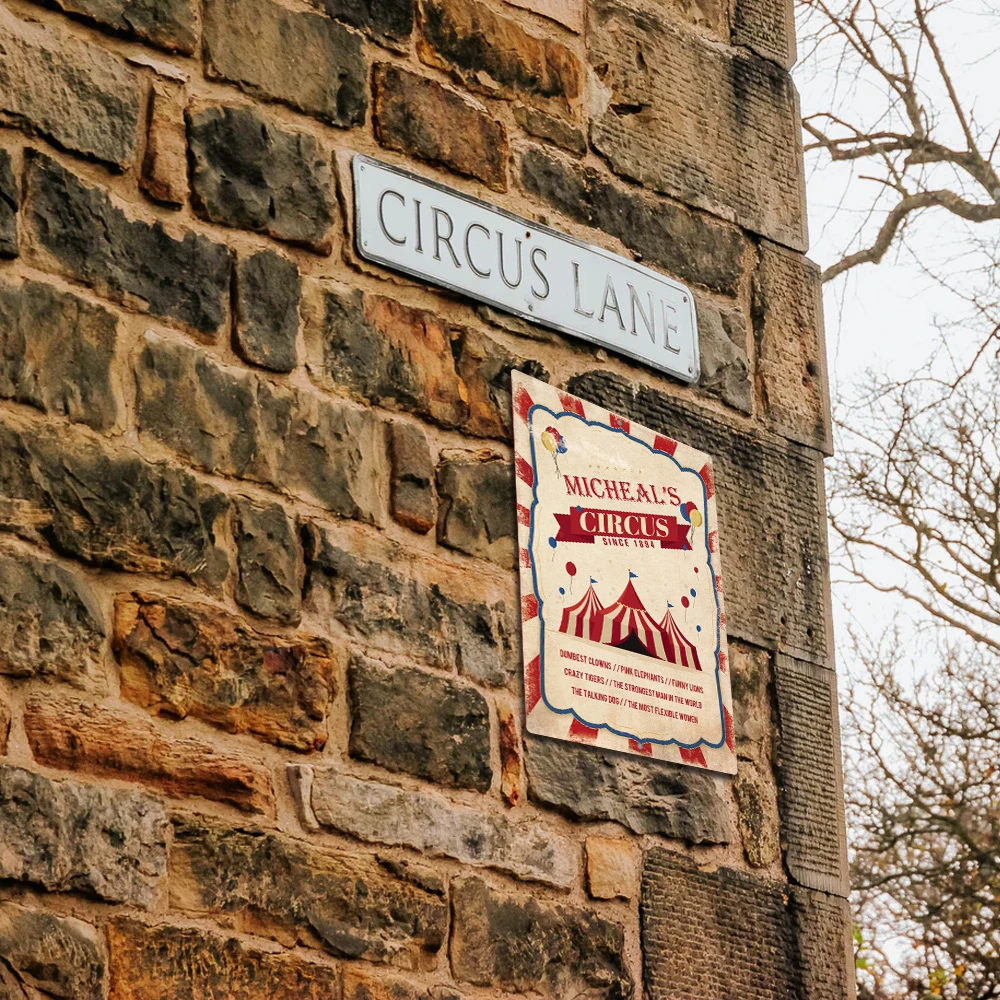 CIRCUS LANE
MICHEAL'S
CIRCUS
SINCE 1884
DUMBEST CLOWNS // PINK ELEPHANTS // FUNNY LIONS
CRAZY TIGERS // THE STRONGEST MAN IN THE WORLD
THE TALKING DOG // THE MOST FLEXIBLE WOMEN